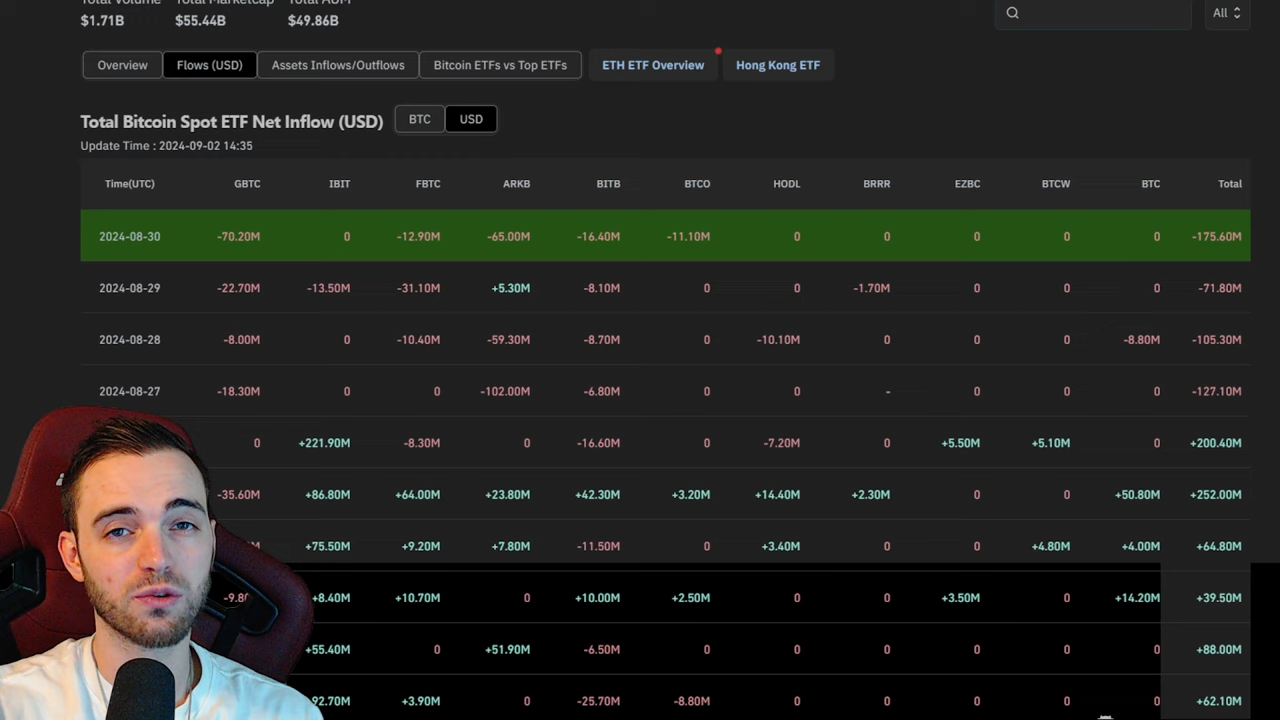 Total Volume Total Marketcap Total AUM
$1.71B $55.44B $49.86B
All
Overview Flows (USD) Assets Inflows/Outflows Bitcoin ETFs vs Top ETFs ETH ETF Overview Hong Kong ETF
Total Bitcoin Spot ETF Net Inflow (USD) BTC USD
Update Time : 2024-09-02 14:35
Time(UTC) GBTC IBIT FBTC ARKB BITB BTCO HODL BRRR EZBC BTCW BTC Total
2024-08-30 -70.20M 0 -12.90M -65.00M -16.40M -11.10M 0 0 0 0 0 -175.60M
2024-08-29 -22.70M -13.50M -31.10M +5.30M -8.10M 0 0 -1.70M 0 0 0 -71.80M
2024-08-28 -8.00M 0 -10.40M -59.30M -8.70M 0 -10.10M 0 0 0 -8.80M -105.30M
2024-08-27 -18.30M 0 0 -102.00M -6.80M 0 0 - 0 0 0 -127.10M
0 +221.90M -8.30M 0 -16.60M 0 -7.20M 0 +5.50M +5.10M 0 +200.40M
-35.60M +86.80M +64.00M +23.80M +42.30M +3.20M +14.40M +2.30M 0 0 +50.80M +252.00M
+75.50M +9.20M +7.80M -11.50M 0 +3.40M 0 0 +4.80M +4.00M +64.80M
+8.40M +10.70M 0 +10.00M +2.50M 0 0 +3.50M 0 +14.20M +39.50M
+55.40M 0 +51.90M -6.50M 0 0 0 0 0 0 +88.00M
+3.90M 0 -25.70M -8.80M 0 0 0 0 0 +62.10M